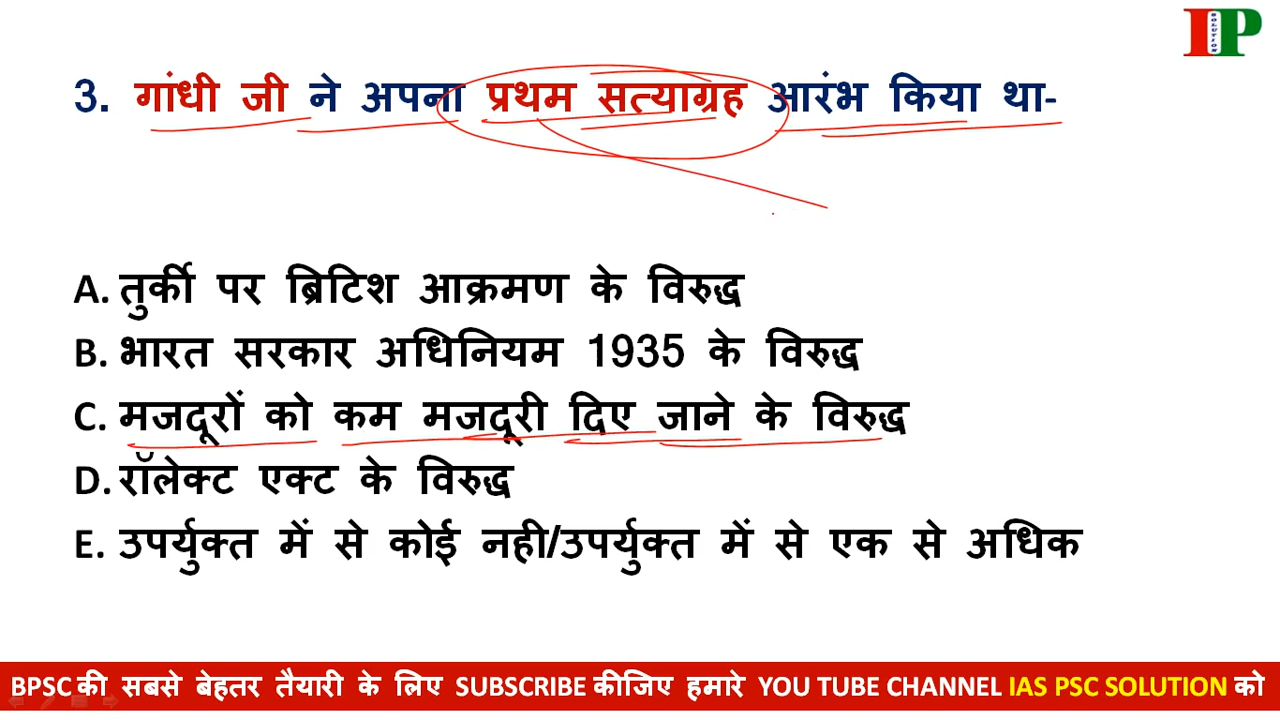 IP
SOLUTION
3. गांधी जी ने अपना प्रथम सत्याग्रह आरंभ किया था-
A. तुर्की पर ब्रिटिश आक्रमण के विरुद्ध
B. भारत सरकार अधिनियम 1935 के विरुद्ध
C. मजदूरों को कम मजदूरी दिए जाने के विरुद्ध
D. रॉलेक्ट एक्ट के विरुद्ध
E. उपर्युक्त में से कोई नही/उपर्युक्त में से एक से अधिक
BPSC की सबसे बेहतर तैयारी के लिए SUBSCRIBE कीजिए हमारे YOU TUBE CHANNEL IAS PSC SOLUTION को